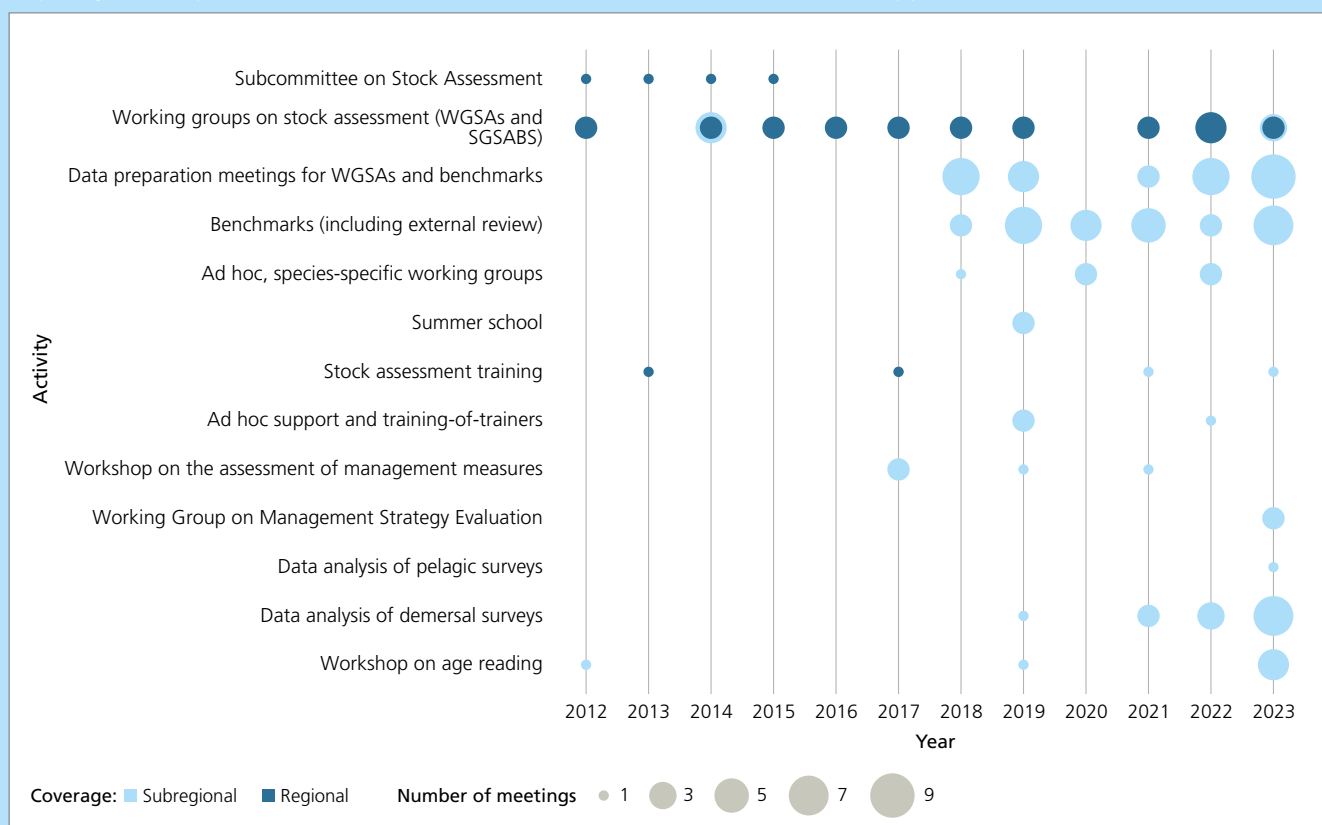 Subcommittee on Stock Assessment
Working groups on stock assessment (WGSAs and
SGSABS)
Data preparation meetings for WGSAs and benchmarks
Benchmarks (including external review)
Ad hoc, species-specific working groups
Summer school
Stock assessment training
Ad hoc support and training-of-trainers
Workshop on the assessment of management measures
Working Group on Management Strategy Evaluation
Data analysis of pelagic surveys
Data analysis of demersal surveys
Workshop on age reading
Activity
2012 2013 2014 2015 2016 2017 2018 2019 2020 2021 2022 2023
Year
Coverage: Subregional Regional Number of meetings 1 3 5 7 9